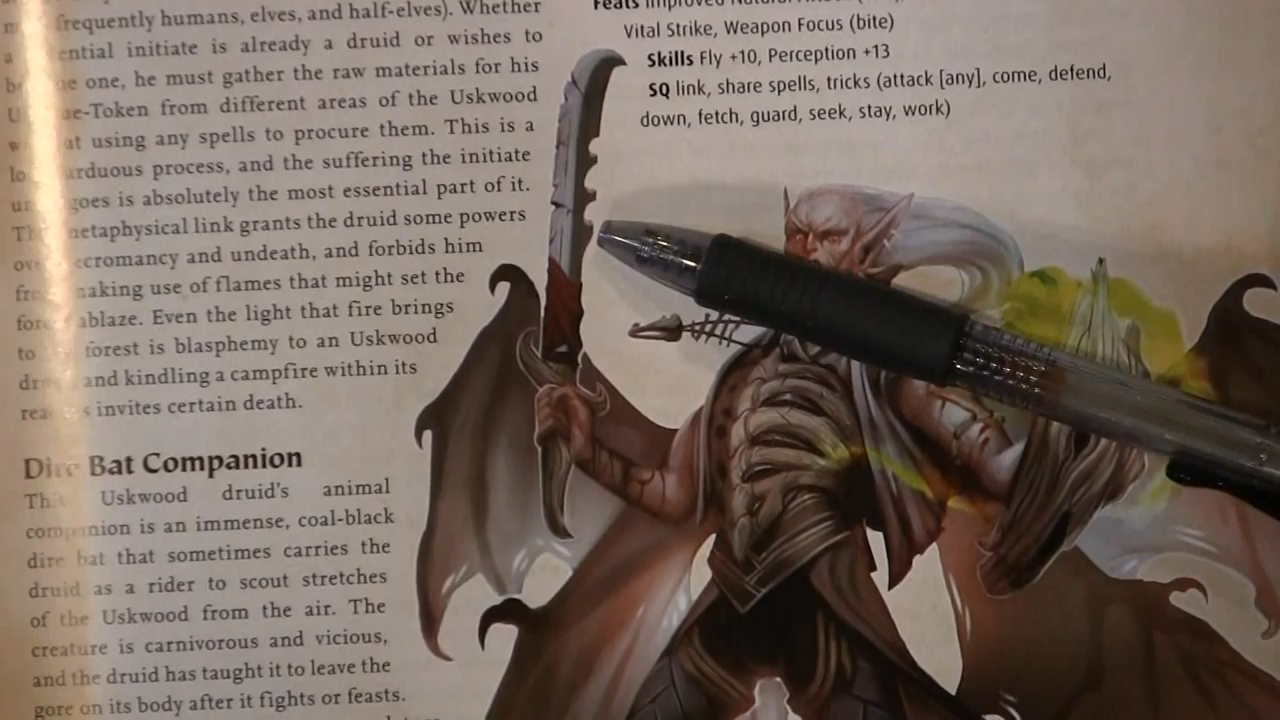 frequently humans, elves, and half-elves). Whether
initiate is already a druid or wishes to
one, he must gather the raw materials for his
from different areas of the Uskwood
using any spells to procure them. This is a
process, and the suffering the initiate
is absolutely the most essential part of it.
link grants the druid some powers
and undeath, and forbids him
use of flames that might set the
ablaze. Even the light that fire brings
to forest is blasphemy to an Uskwood
and kindling a campfire within its
invites certain death.
Dire Bat Companion
Uskwood druid's animal
companion is an immense, coal-black
dire bat that sometimes carries the
druid as a rider to scout stretches
of the Uskwood from the air. The
creature is carnivorous and vicious,
and the druid has taught it to leave the
gore on its body after it fights or feasts.
Feats Improved
Vital Strike, Weapon Focus (bite)
Skills Fly +10, Perception +13
SQ link, share spells, tricks (attack [any], come, defend,
down, fetch, guard, seek, stay, work)